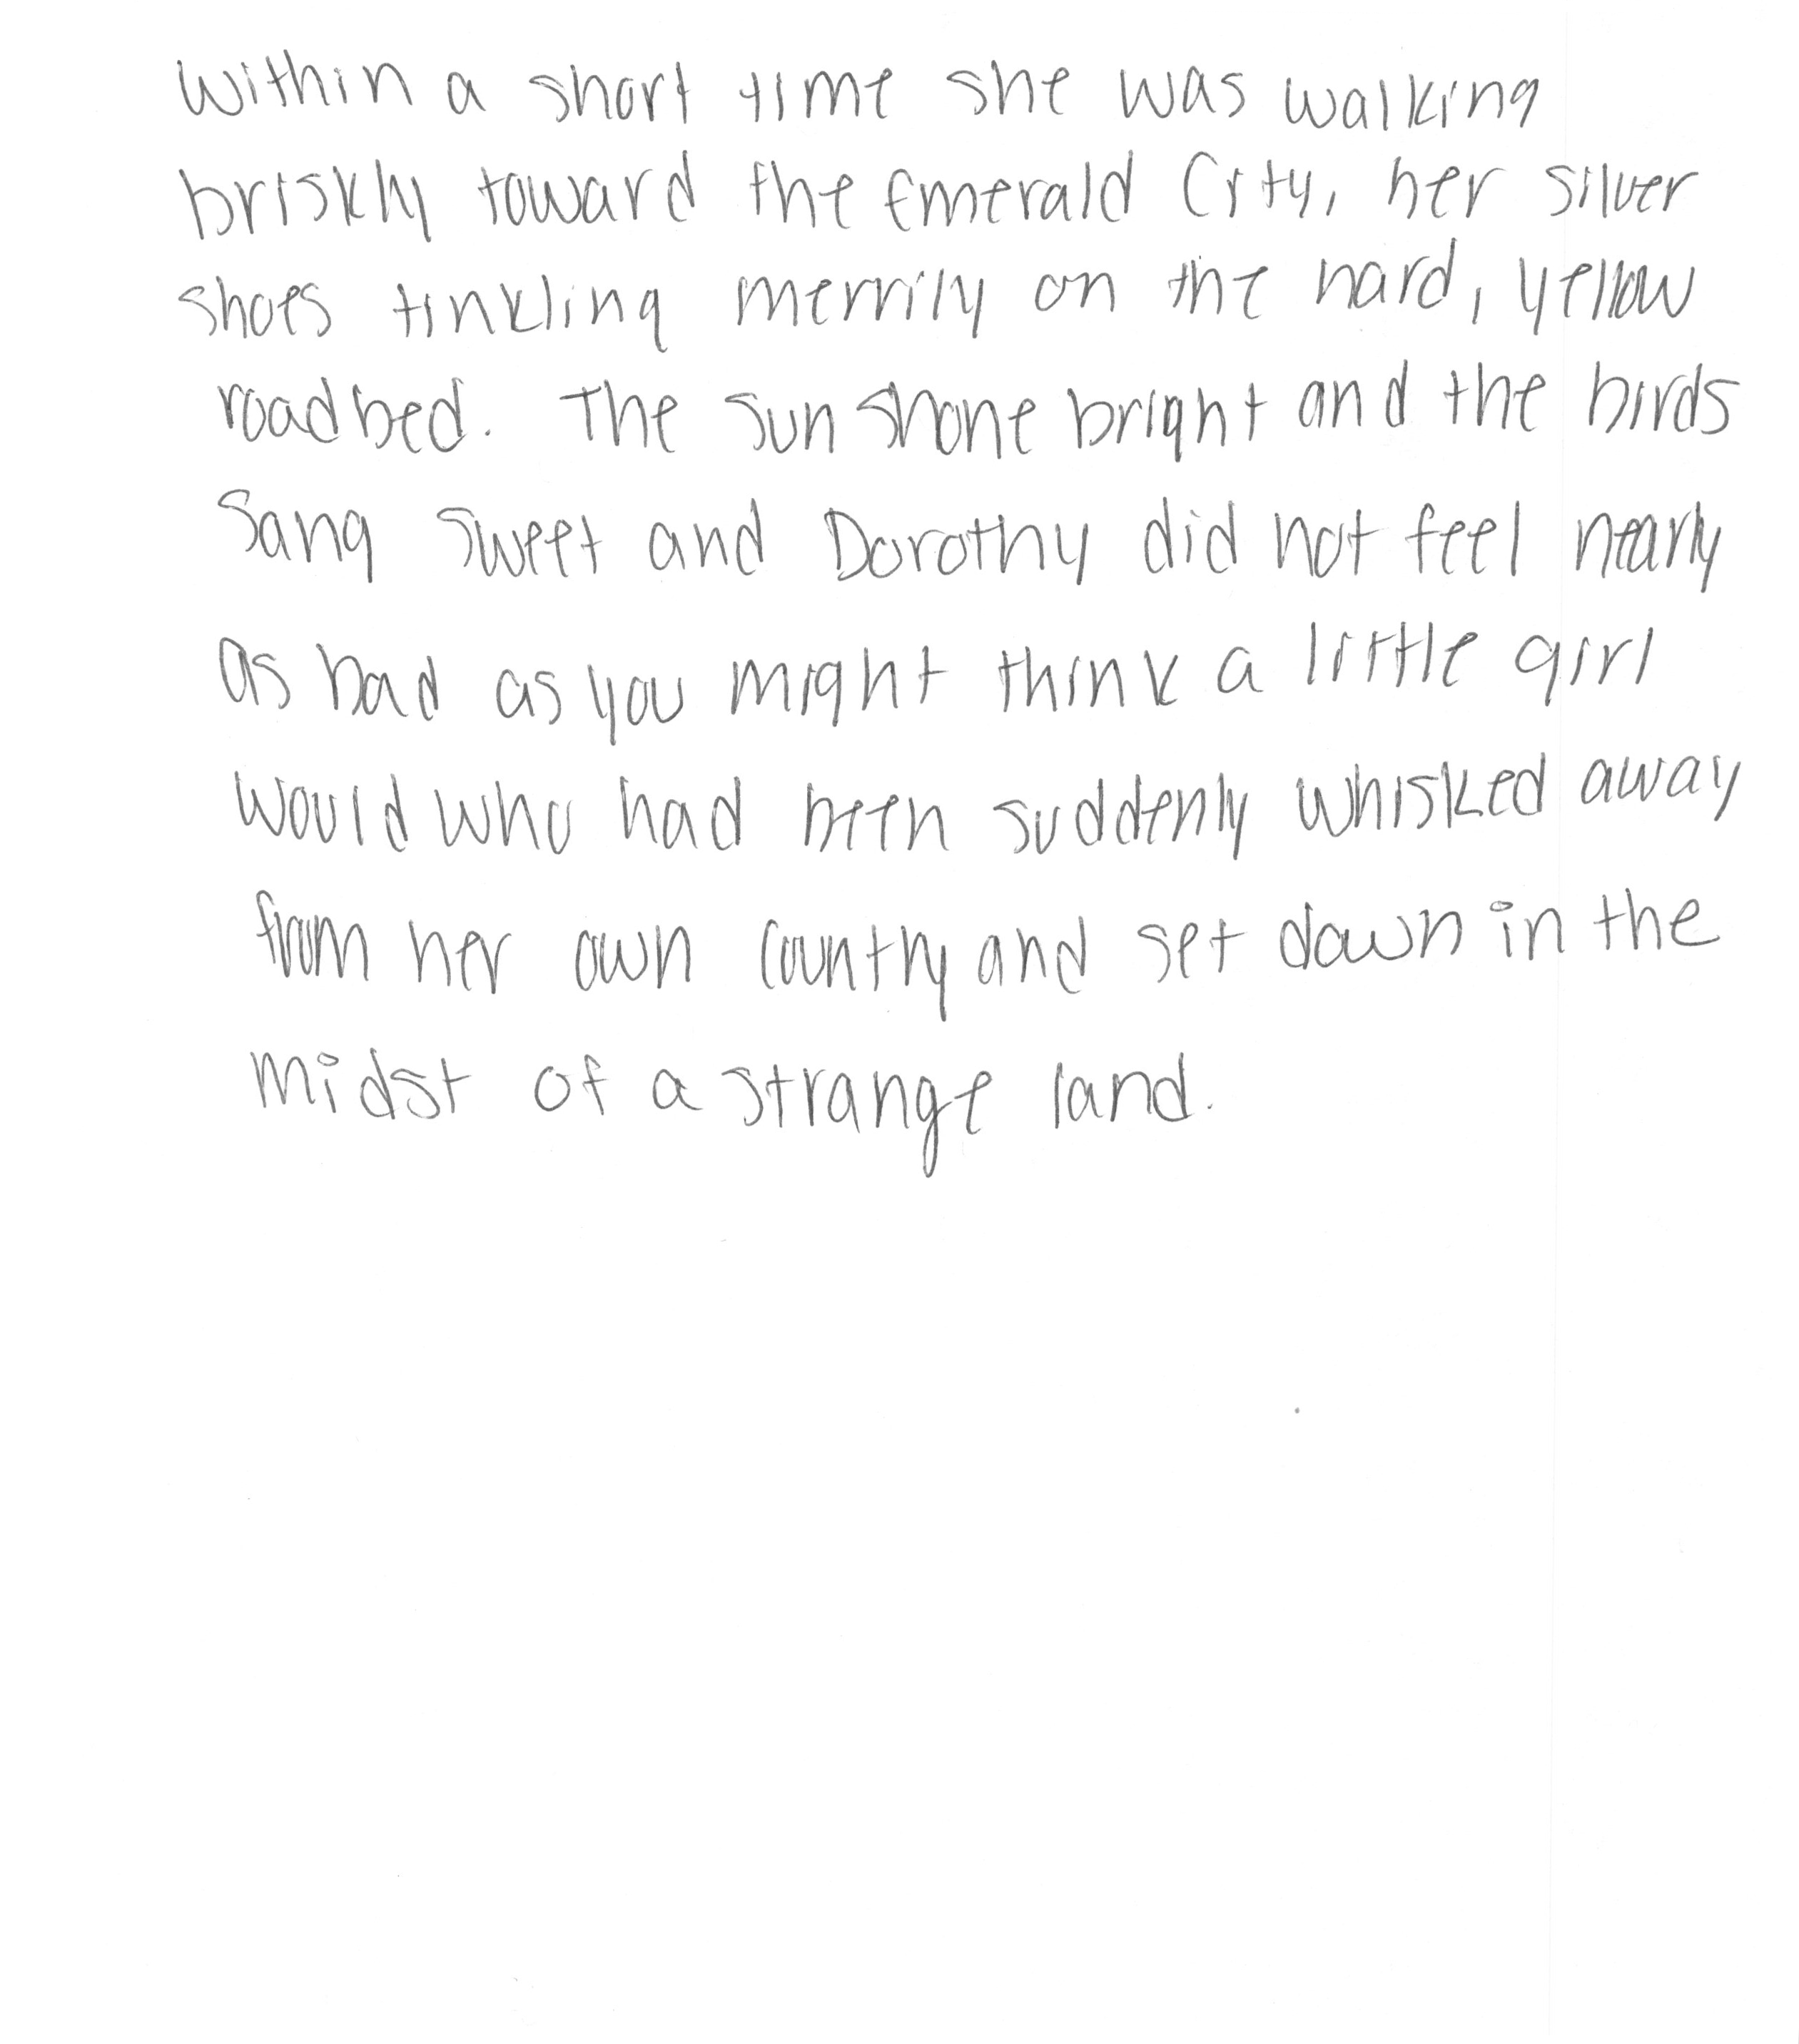 Within a short time she was walking
briskly toward the Emerald City, her silver
shoes tinkling merrily on the hard, yellow
roadbed. The sun shone bright and the birds
sang sweet and Dorothy did not feel nearly
as bad as you might think a little girl
would who had been suddenly whisked away
from her own country and set down in the
midst of a strange land.